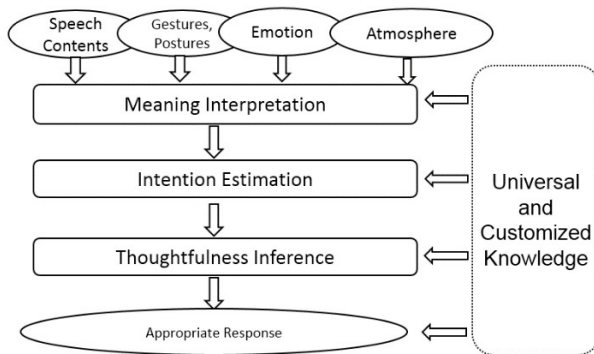 Speech
Contents
Gestures,
Postures
Emotion
Atmosphere
Meaning Interpretation
Intention Estimation
Thoughtfulness Inference
Appropriate Response
Universal
and
Customized
Knowledge